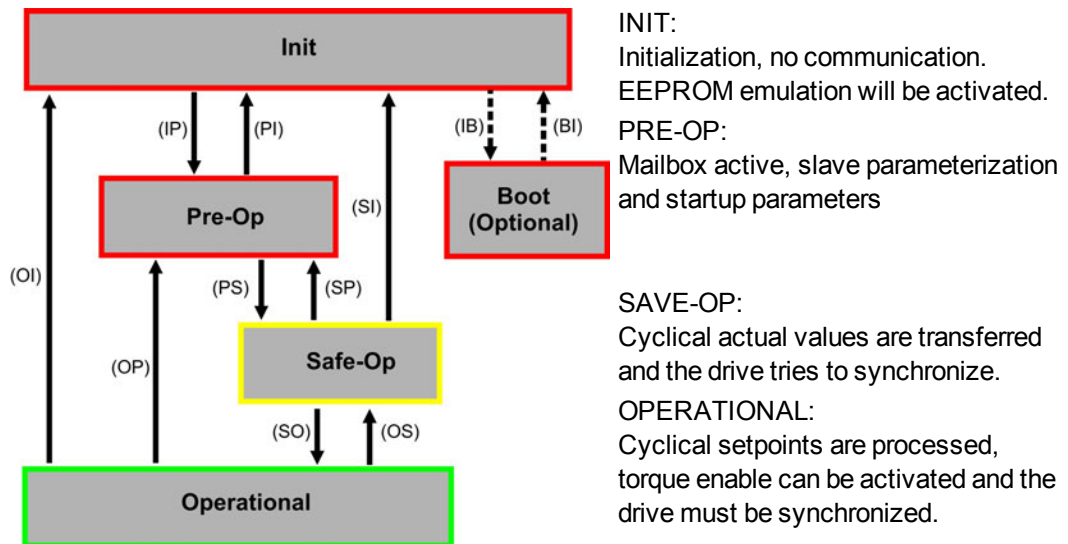 Init
(IP)
(PI)
(IB)
(BI)
Pre-Op
(SI)
Boot
(Optional)
(OI)
(PS)
(SP)
Safe-Op
(OP)
(SO)
(OS)
Operational
INIT:
Initialization, no communication.
EEPROM emulation will be activated.
PRE-OP:
Mailbox active, slave parameterization
and startup parameters
SAVE-OP:
Cyclical actual values are transferred
and the drive tries to synchronize.
OPERATIONAL:
Cyclical setpoints are processed,
torque enable can be activated and the
drive must be synchronized.